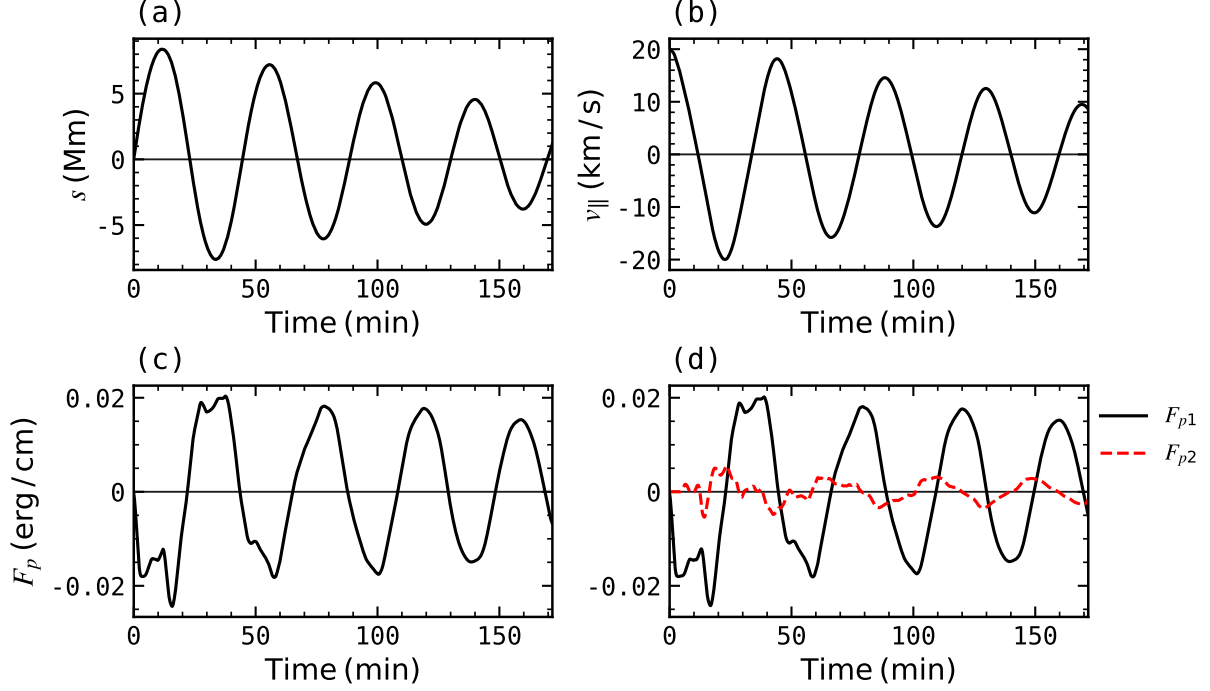 (a)
5
0
-5
s (Mm)
0 50 100 150
Time (min)
(b)
20
10
0
-10
-20
v∥ (km/s)
0 50 100 150
Time (min)
(c)
0.02
0
-0.02
Fp (erg/cm)
0 50 100 150
Time (min)
(d)
0.02
0
-0.02
0 50 100 150
Time (min)
Fp1
Fp2